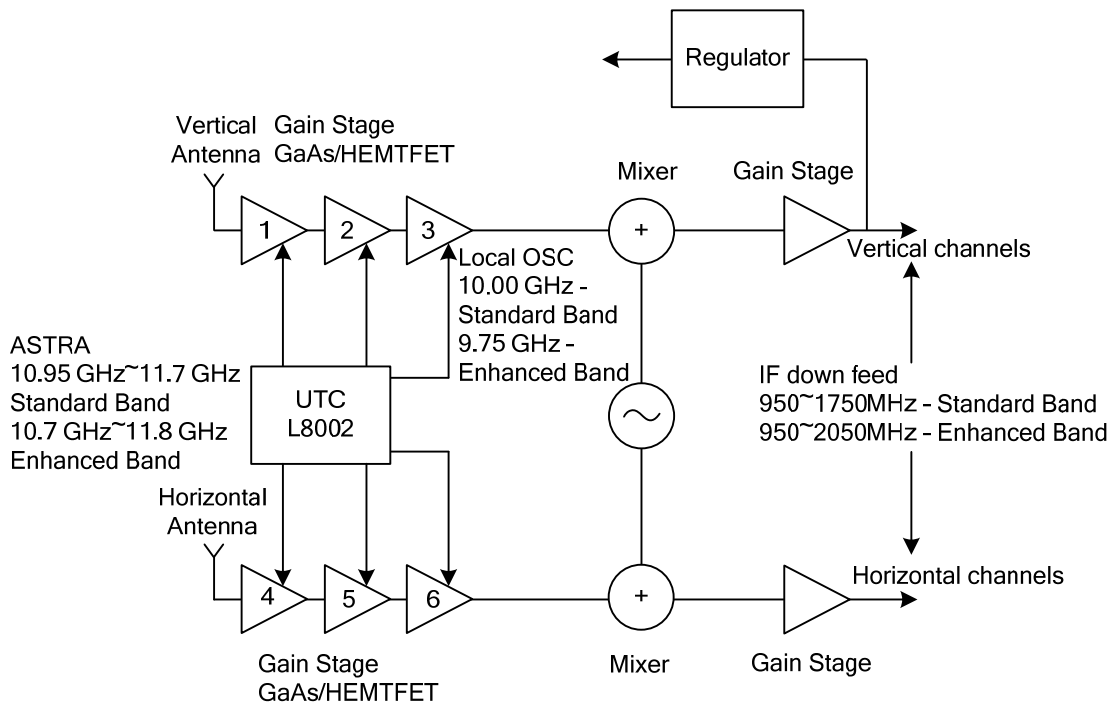 Regulator
Vertical
Antenna
Gain Stage
GaAs/HEMTFET
Mixer
Gain Stage
1
2
3
+
Vertical channels
Local OSC
10.00 GHz -
Standard Band
9.75 GHz -
Enhanced Band
ASTRA
10.95 GHz~11.7 GHz
Standard Band
10.7 GHz~11.8 GHz
Enhanced Band
UTC
L8002
IF down feed
950~1750MHz - Standard Band
950~2050MHz - Enhanced Band
Horizontal
Antenna
4
5
6
+
Horizontal channels
Gain Stage
GaAs/HEMTFET
Mixer
Gain Stage